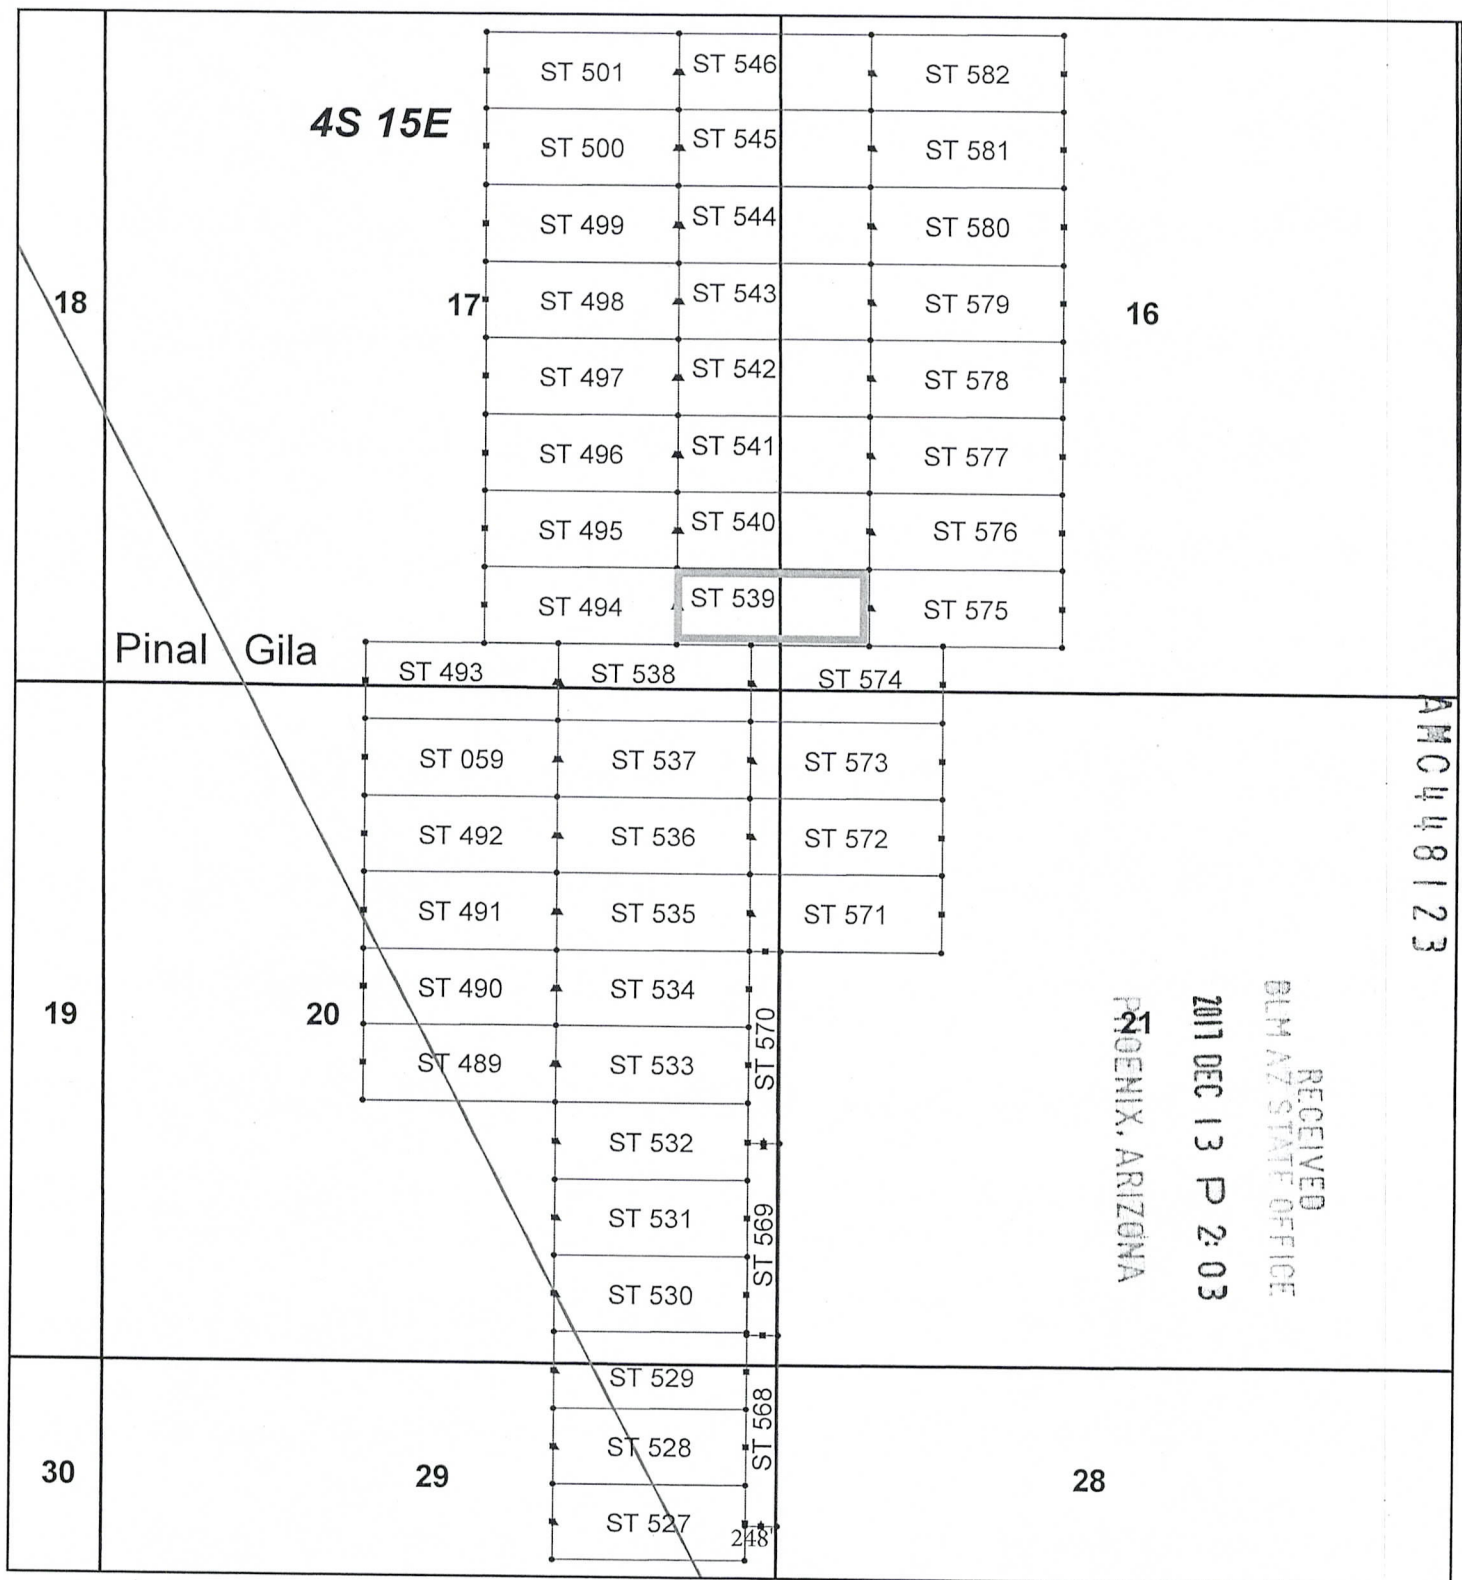 ST 501 ST 546 ST 582
4S 15E
ST 500 ST 545 ST 581
ST 499 ST 544 ST 580
18 17 ST 498 ST 543 ST 579 16
ST 497 ST 542 ST 578
ST 496 ST 541 ST 577
ST 495 ST 540 ST 576
ST 494 ST 539 ST 575
Pinal Gila
ST 493 ST 538 ST 574
ST 059 ST 537 ST 573
ST 492 ST 536 ST 572
ST 491 ST 535 ST 571
ST 490 ST 534
19 20 21
ST 570
ST 489 ST 533
ST 532
ST 531
ST 569
ST 530
ST 529
ST 568
ST 528
30 29 28
ST 527
248'
AMC448123
RECEIVED
BLM AZ STATE OFFICE
2017 DEC 13 P 2:03
PHOENIX, ARIZONA